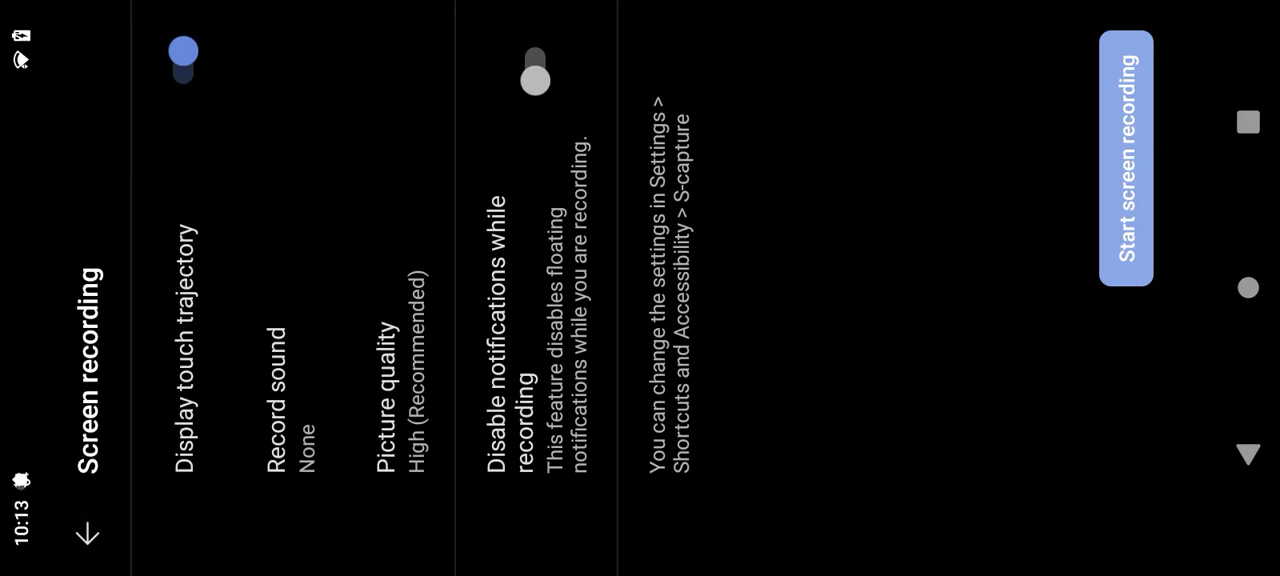 10:13
Screen recording
Display touch trajectory
Record sound
None
Picture quality
High (Recommended)
Disable notifications while
recording
This feature disables floating
notifications while you are recording.
You can change the settings in Settings >
Shortcuts and Accessibility > S-capture
Start screen recording